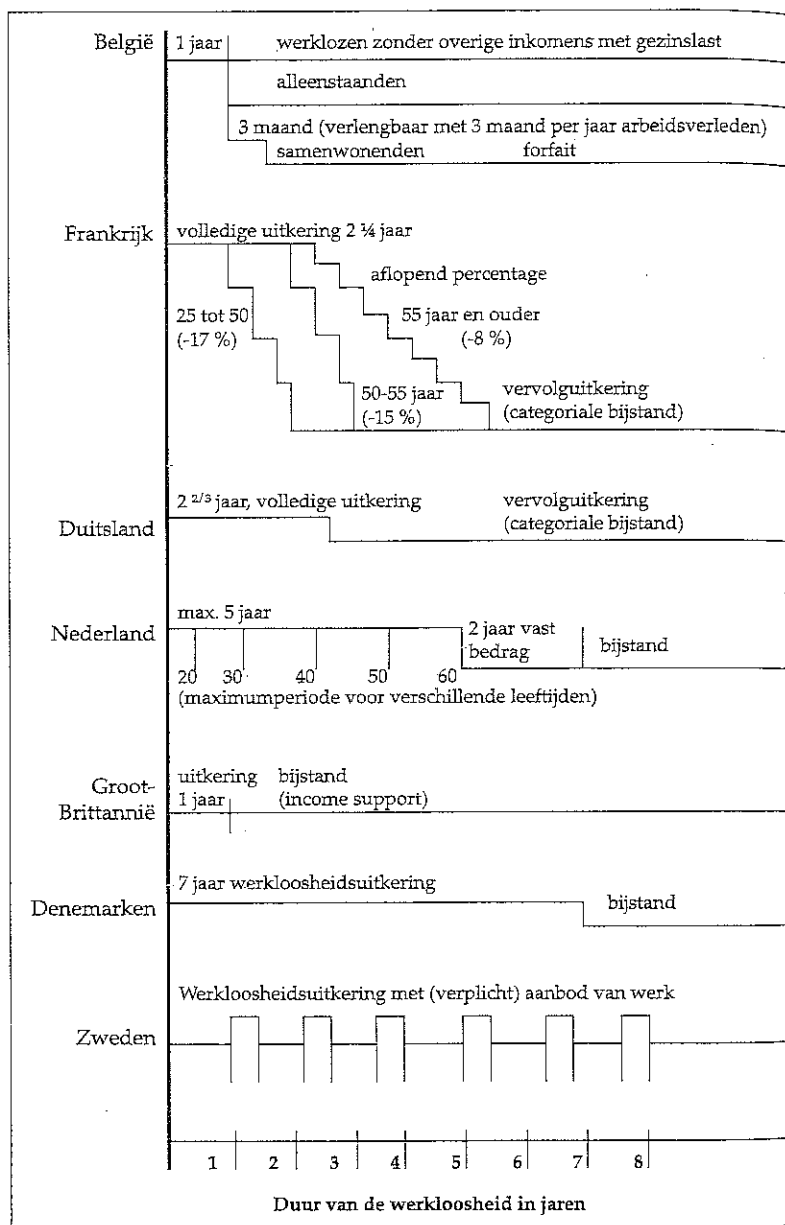 België
1 jaar
werklozen zonder overige inkomens met gezinslast
alleenstaanden
3 maand (verlengbaar met 3 maand per jaar arbeidsverleden)
samenwonenden forfait
Frankrijk
volledige uitkering 2 ¼ jaar
aflopend percentage
25 tot 50
(-17 %)
55 jaar en ouder
(-8 %)
50-55 jaar
(-15 %)
vervolguitkering
(categoriale bijstand)
Duitsland
2 2/3 jaar, volledige uitkering
vervolguitkering
(categoriale bijstand)
Nederland
max. 5 jaar
2 jaar vast
bedrag
bijstand
20 30 40 50 60
(maximumperiode voor verschillende leeftijden)
Groot-
Brittannië
uitkering
1 jaar
bijstand
(income support)
Denemarken
7 jaar werkloosheidsuitkering
bijstand
Zweden
Werkloosheidsuitkering met (verplicht) aanbod van werk
1 2 3 4 5 6 7 8
Duur van de werkloosheid in jaren